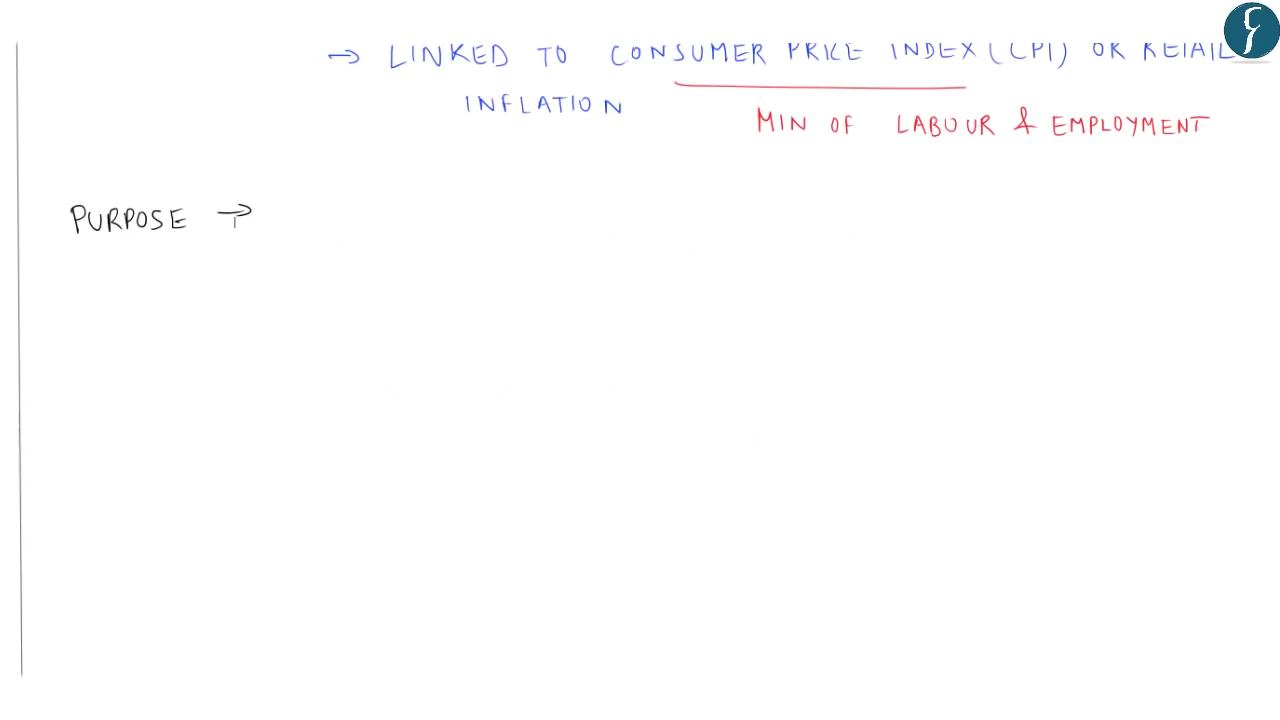 → LINKED TO CONSUMER PRICE INDEX (CPI) OR RETAIL
INFLATION
MIN OF LABOUR & EMPLOYMENT
PURPOSE →